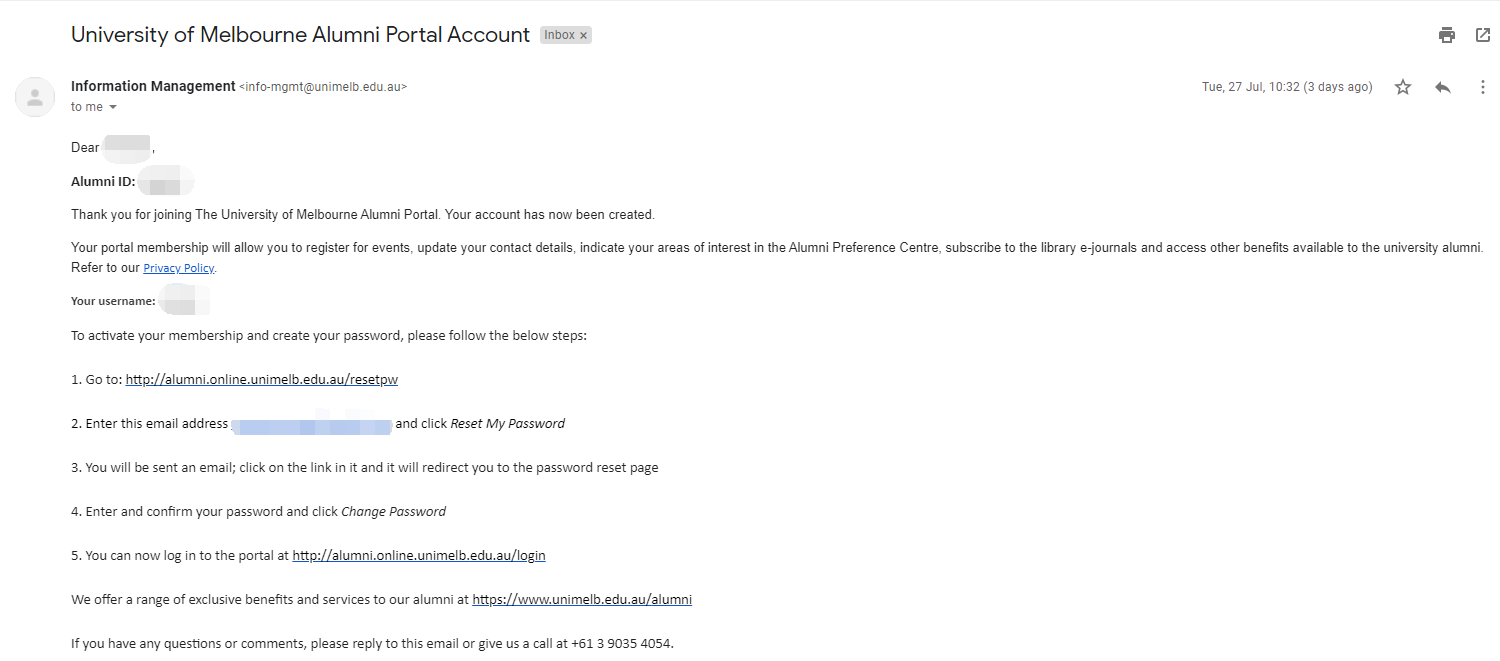 University of Melbourne Alumni Portal Account Inbox ×
Information Management <info-mgmt@unimelb.edu.au> Tue, 27 Jul, 10:32 (3 days ago)
to me
Dear ,
Alumni ID:
Thank you for joining The University of Melbourne Alumni Portal. Your account has now been created.
Your portal membership will allow you to register for events, update your contact details, indicate your areas of interest in the Alumni Preference Centre, subscribe to the library e-journals and access other benefits available to the university alumni.
Refer to our Privacy Policy.
Your username:
To activate your membership and create your password, please follow the below steps:
1. Go to: http://alumni.online.unimelb.edu.au/resetpw
2. Enter this email address and click Reset My Password
3. You will be sent an email; click on the link in it and it will redirect you to the password reset page
4. Enter and confirm your password and click Change Password
5. You can now log in to the portal at http://alumni.online.unimelb.edu.au/login
We offer a range of exclusive benefits and services to our alumni at https://www.unimelb.edu.au/alumni
If you have any questions or comments, please reply to this email or give us a call at +61 3 9035 4054.